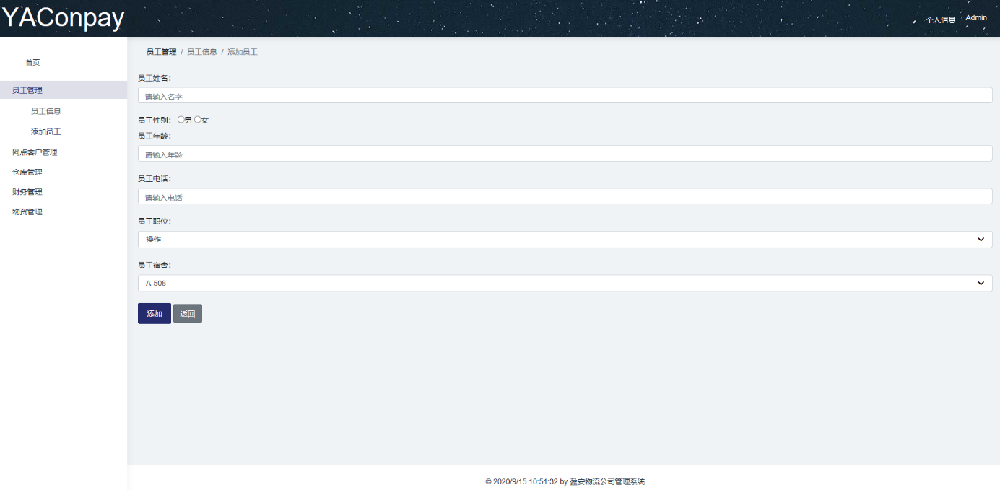 YAConpay
个人信息 Admin
首页
员工管理
员工信息
添加员工
网点客户管理
仓库管理
财务管理
物资管理
员工管理 / 员工信息 / 添加员工
员工姓名：
请输入名字
员工性别： 男 女
员工年龄：
请输入年龄
员工电话：
请输入电话
员工职位：
操作
员工宿舍：
A-508
添加 返回
© 2020/9/15 10:51:32 by 盈安物流公司管理系统